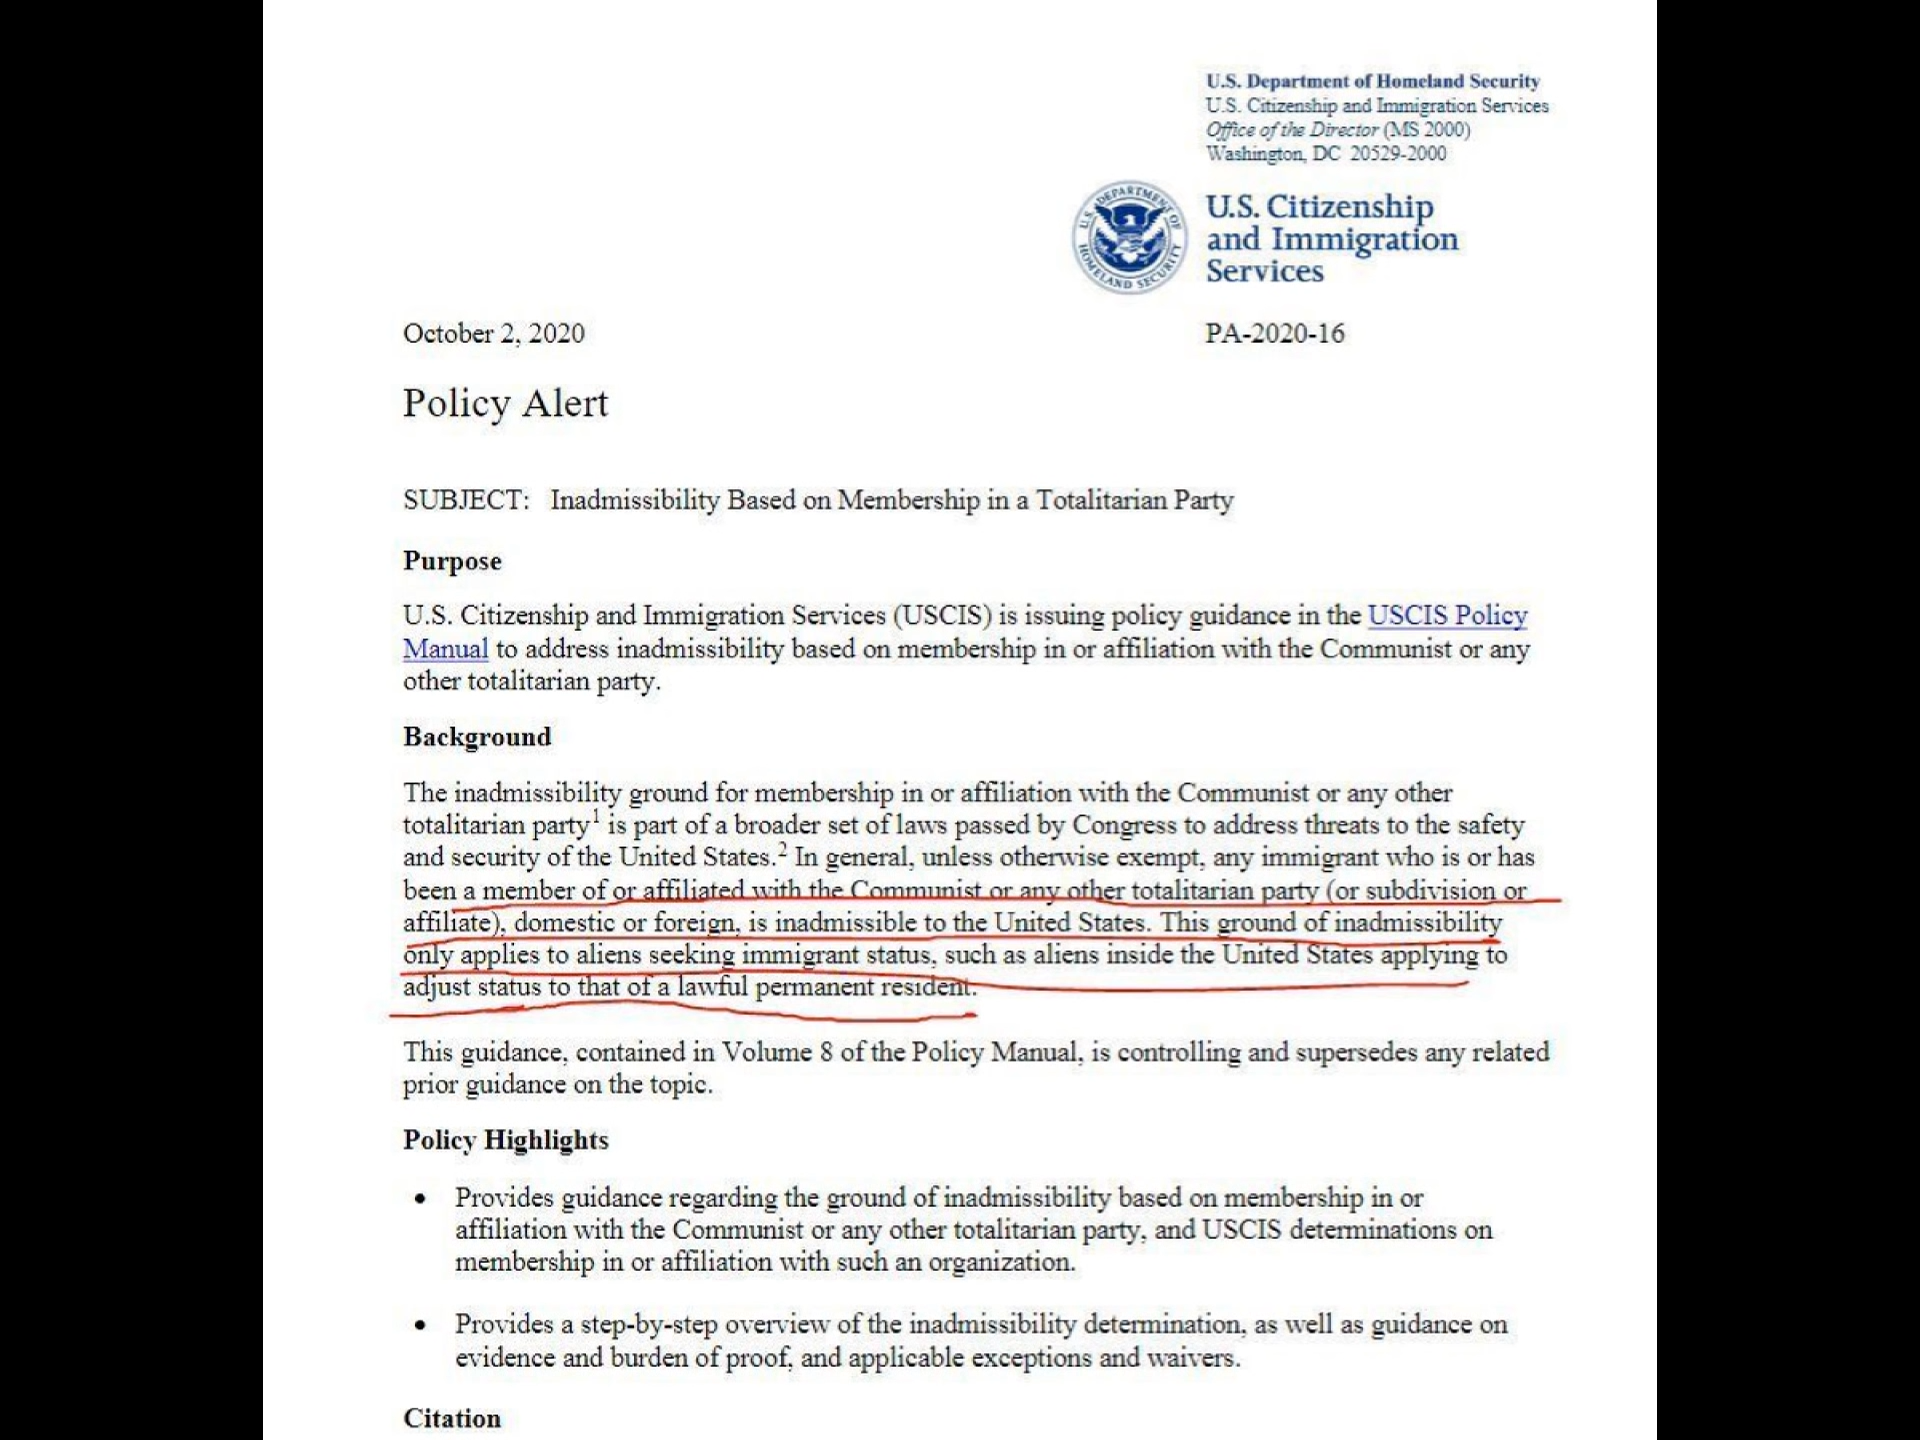 U.S. Department of Homeland Security
U.S. Citizenship and Immigration Services
Office of the Director (MS 2000)
Washington, DC 20529-2000
U.S. DEPARTMENT OF HOMELAND SECURITY
U.S. Citizenship
and Immigration
Services
October 2, 2020 PA-2020-16
Policy Alert
SUBJECT: Inadmissibility Based on Membership in a Totalitarian Party
Purpose
U.S. Citizenship and Immigration Services (USCIS) is issuing policy guidance in the USCIS Policy
Manual to address inadmissibility based on membership in or affiliation with the Communist or any
other totalitarian party.
Background
The inadmissibility ground for membership in or affiliation with the Communist or any other
totalitarian party1 is part of a broader set of laws passed by Congress to address threats to the safety
and security of the United States.2 In general, unless otherwise exempt, any immigrant who is or has
been a member of or affiliated with the Communist or any other totalitarian party (or subdivision or
affiliate), domestic or foreign, is inadmissible to the United States. This ground of inadmissibility
only applies to aliens seeking immigrant status, such as aliens inside the United States applying to
adjust status to that of a lawful permanent resident.
This guidance, contained in Volume 8 of the Policy Manual, is controlling and supersedes any related
prior guidance on the topic.
Policy Highlights
• Provides guidance regarding the ground of inadmissibility based on membership in or
affiliation with the Communist or any other totalitarian party, and USCIS determinations on
membership in or affiliation with such an organization.
• Provides a step-by-step overview of the inadmissibility determination, as well as guidance on
evidence and burden of proof, and applicable exceptions and waivers.
Citation